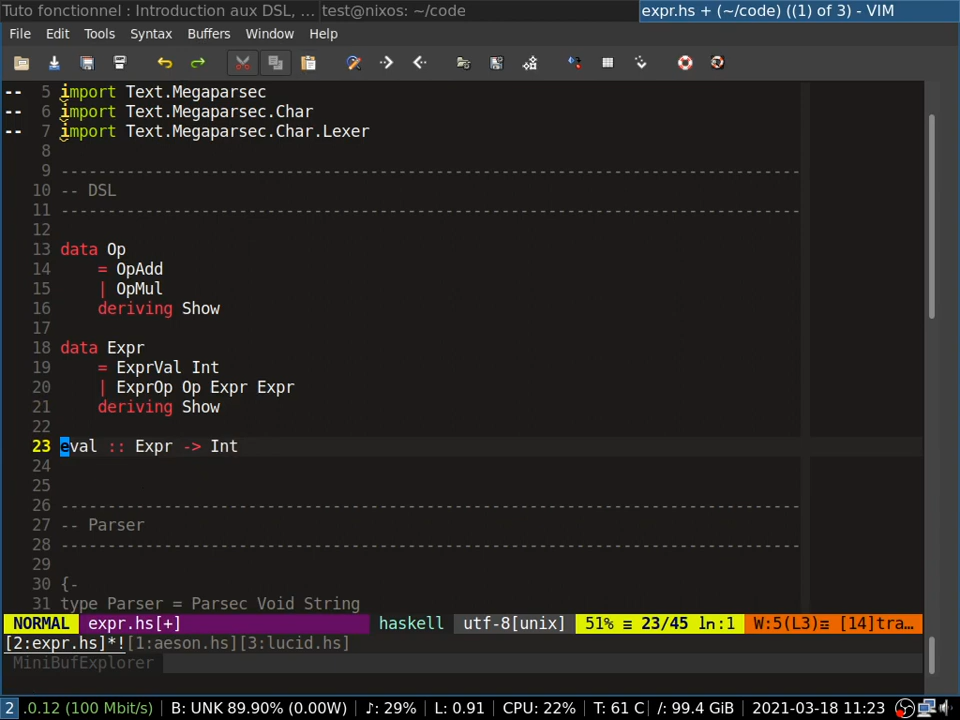 Tuto fonctionnel : Introduction aux DSL, ... test@nixos: ~/code expr.hs + (~/code) ((1) of 3) - VIM
File Edit Tools Syntax Buffers Window Help
-- 5 import Text.Megaparsec
-- 6 import Text.Megaparsec.Char
-- 7 import Text.Megaparsec.Char.Lexer
8
9 -------------------------------------------------------------------------------
10 -- DSL
11 -------------------------------------------------------------------------------
12
13 data Op
14     = OpAdd
15     | OpMul
16     deriving Show
17
18 data Expr
19     = ExprVal Int
20     | ExprOp Op Expr Expr
21     deriving Show
22
23 eval :: Expr -> Int
24
25
26 -------------------------------------------------------------------------------
27 -- Parser
28 -------------------------------------------------------------------------------
29
30 {-
31 type Parser = Parsec Void String
NORMAL expr.hs[+] haskell utf-8[unix] 51% ≡ 23/45 ln:1 W:5(L3)≡ [14]tra…
[2:expr.hs]*![1:aeson.hs][3:lucid.hs]
MiniBufExplorer
2 .0.12 (100 Mbit/s) B: UNK 89.90% (0.00W) ♪: 29% L: 0.91 CPU: 22% T: 61 C /: 99.4 GiB 2021-03-18 11:23